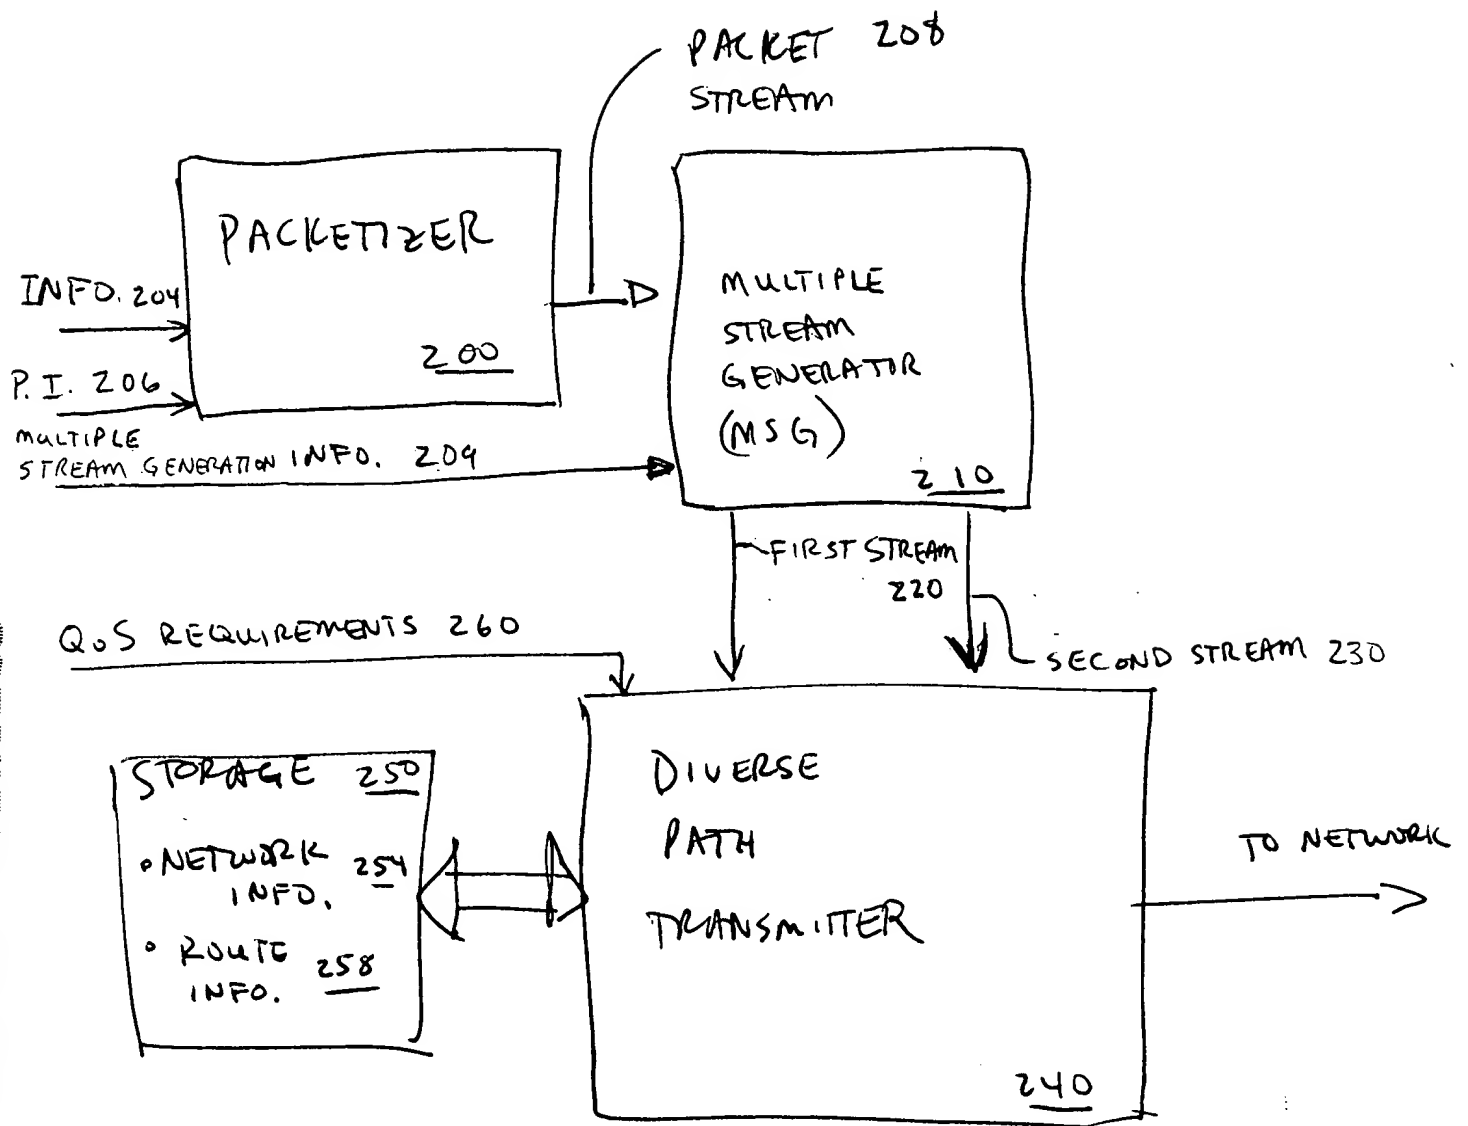 PACKET 208
STREAM
PACKETIZER
200
INFO. 204
P. I. 206
MULTIPLE
STREAM GENERATION INFO. 209
MULTIPLE
STREAM
GENERATOR
(MSG)
210
FIRST STREAM
220
SECOND STREAM 230
QoS REQUIREMENTS 260
STORAGE 250
• NETWORK 254
INFO.
• ROUTE 258
INFO.
DIVERSE
PATH
TRANSMITTER
240
TO NETWORK